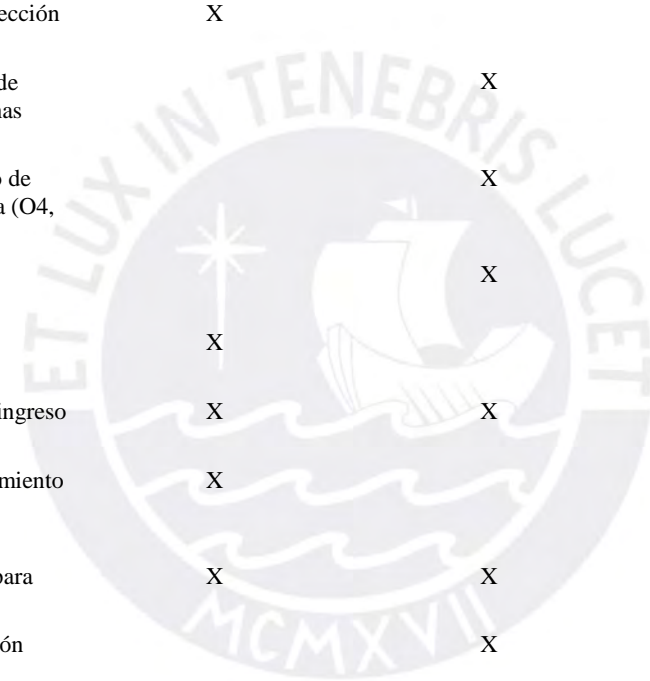 ección X
de X
nas
o de X
a (O4,
X
X
ingreso X X
miento X
para X X
ón X
ET LUX IN TENEBRIS LUCET
MCMXVII